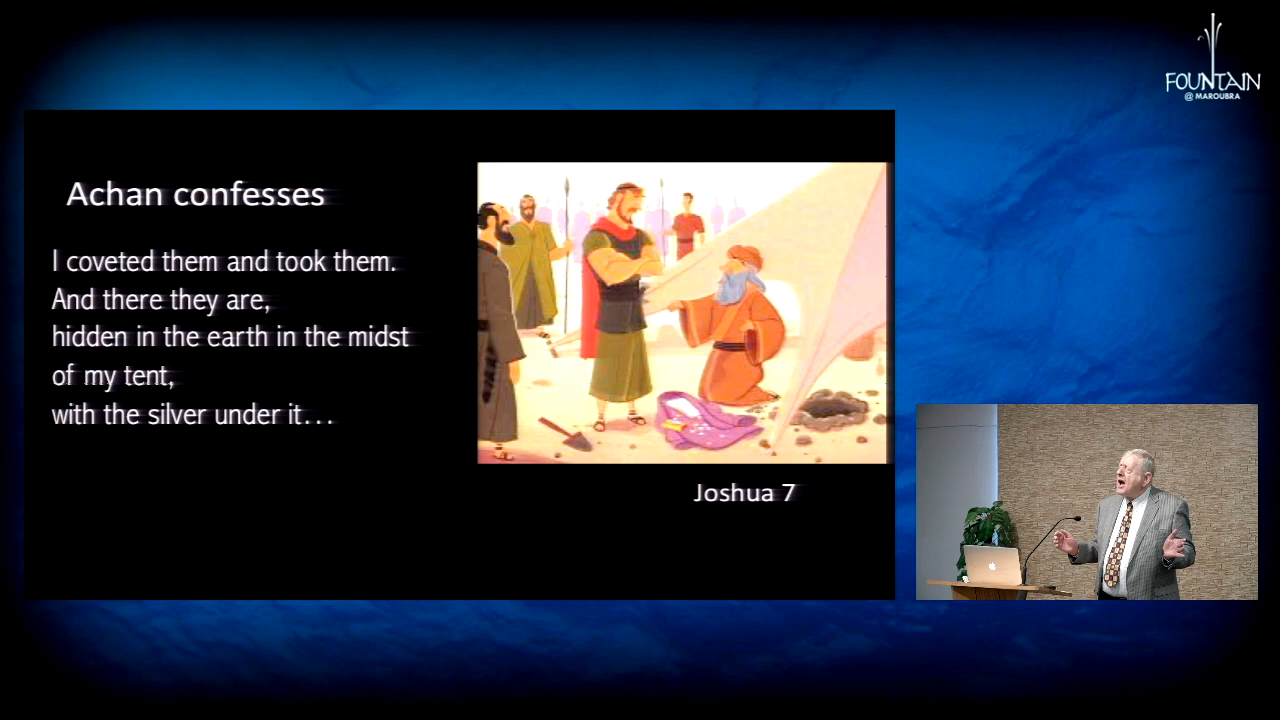 FOUNTAIN
@ MAROUBRA
Achan confesses
I coveted them and took them.
And there they are,
hidden in the earth in the midst
of my tent,
with the silver under it...
Joshua 7